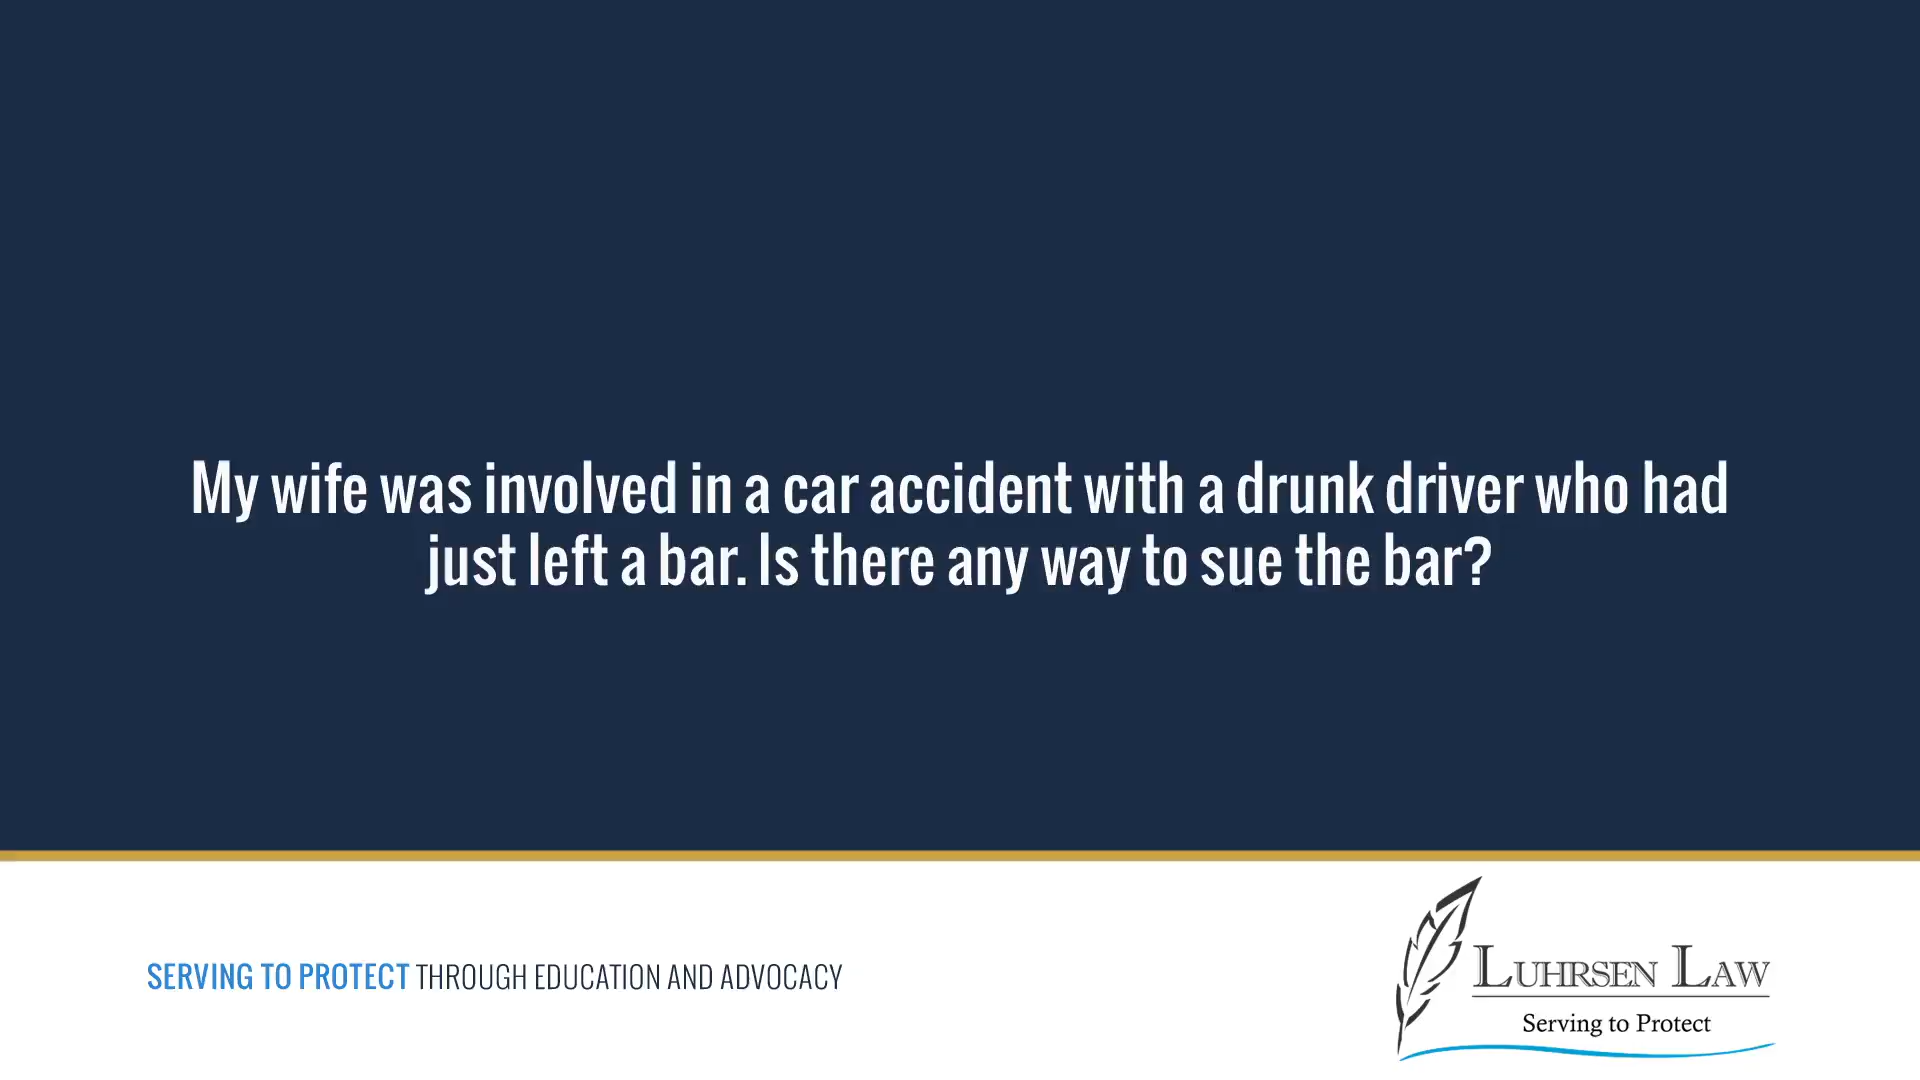 My wife was involved in a car accident with a drunk driver who had
just left a bar. Is there any way to sue the bar?
SERVING TO PROTECT THROUGH EDUCATION AND ADVOCACY
LUHRSEN LAW
Serving to Protect